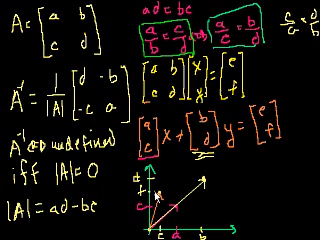 A = [a b
c d]
A⁻¹ = 1/|A| [d -b
-c a]
A⁻¹ undefined
iff |A| = 0
|A| = ad - bc
ad = bc
a/b = c/d ⇒ a/c = b/d
c/a = d/b
[a b
c d] [x
y] = [e
f]
[a
c] x + [b
d] y = [e
f]
d
f
c
e
a
b